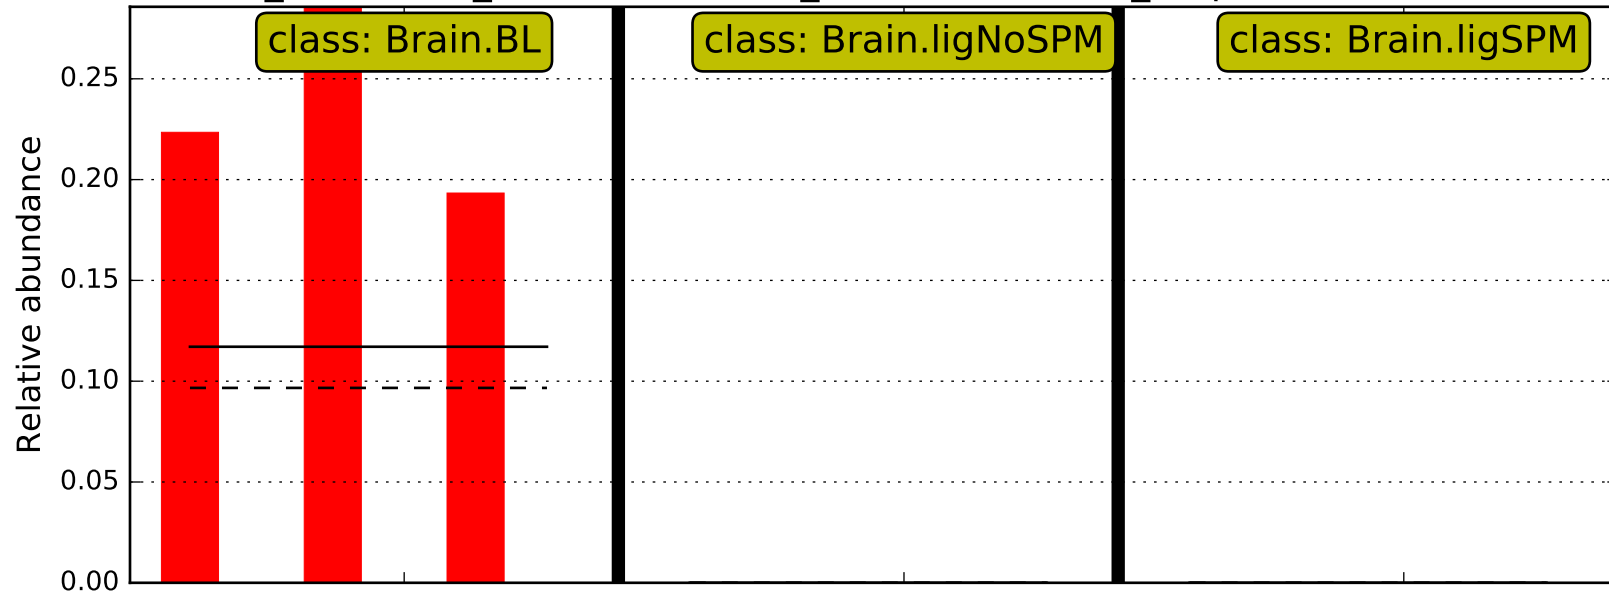 class: Brain.BL
class: Brain.ligNoSPM
class: Brain.ligSPM
Relative abundance
0.25
0.20
0.15
0.10
0.05
0.00